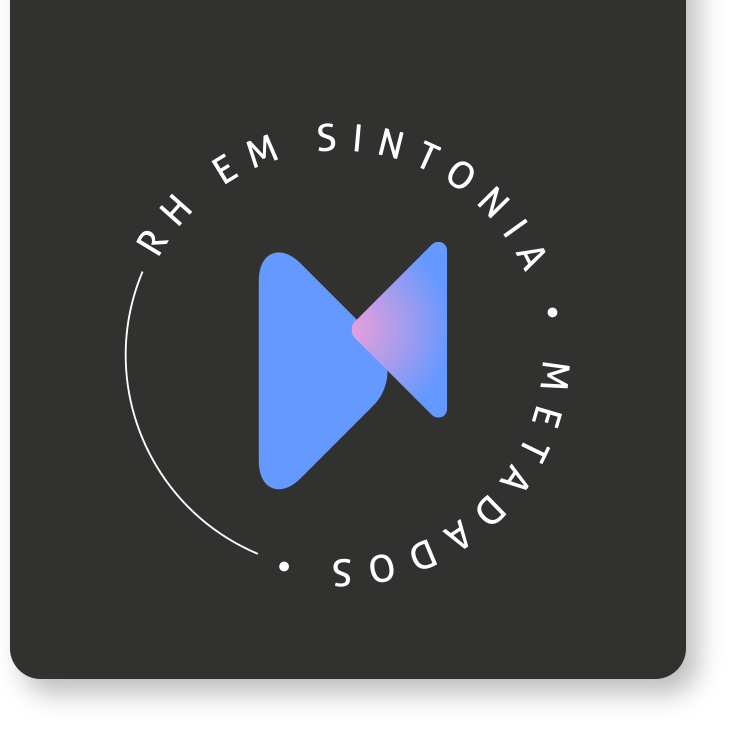 RH EM SINTONIA • METADADOS •